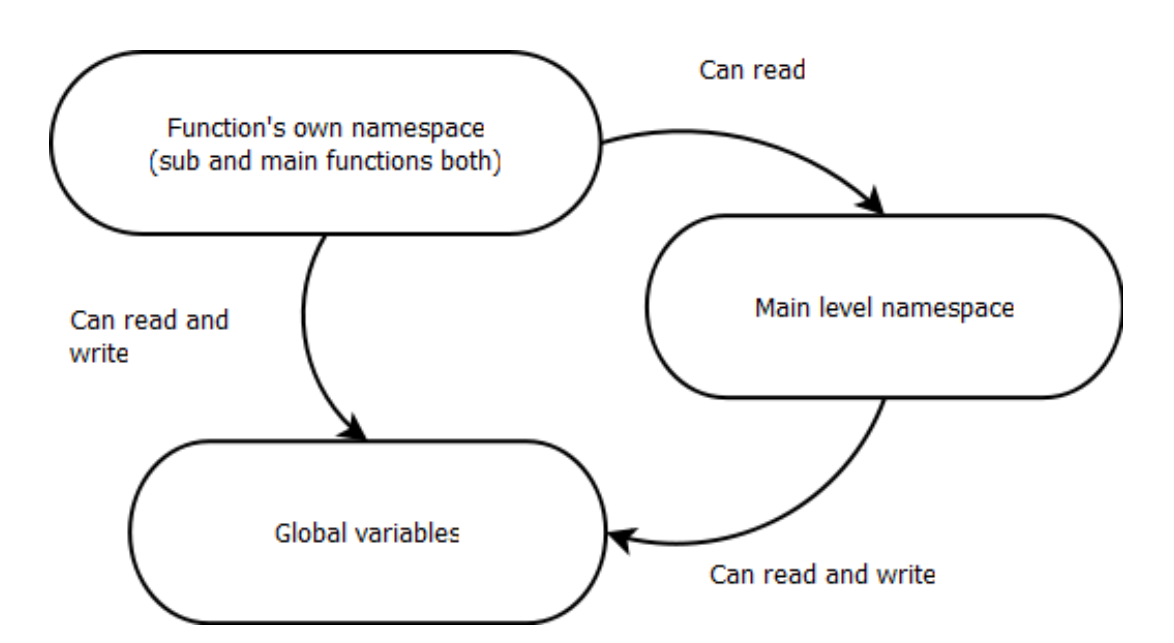 Can read
Function's own namespace
(sub and main functions both)
Main level namespace
Can read and
write
Global variables
Can read and write